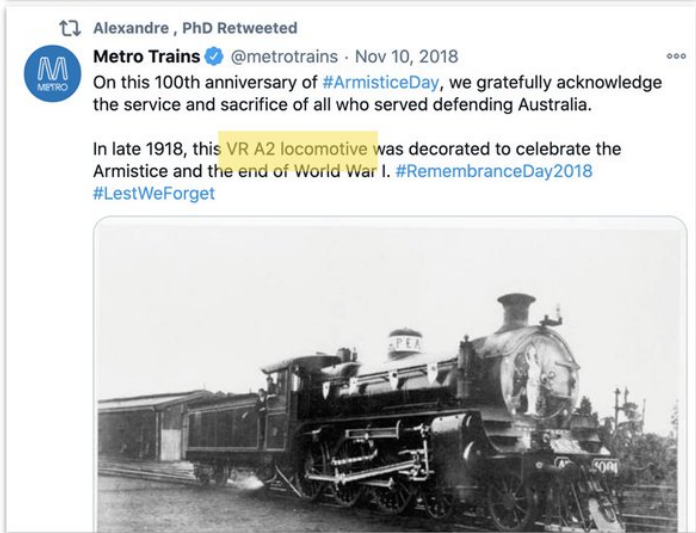 Alexandre , PhD Retweeted
Metro Trains @metrotrains · Nov 10, 2018
METRO
On this 100th anniversary of #ArmisticeDay, we gratefully acknowledge
the service and sacrifice of all who served defending Australia.
In late 1918, this VR A2 locomotive was decorated to celebrate the
Armistice and the end of World War I. #RemembranceDay2018
#LestWeForget
PEA